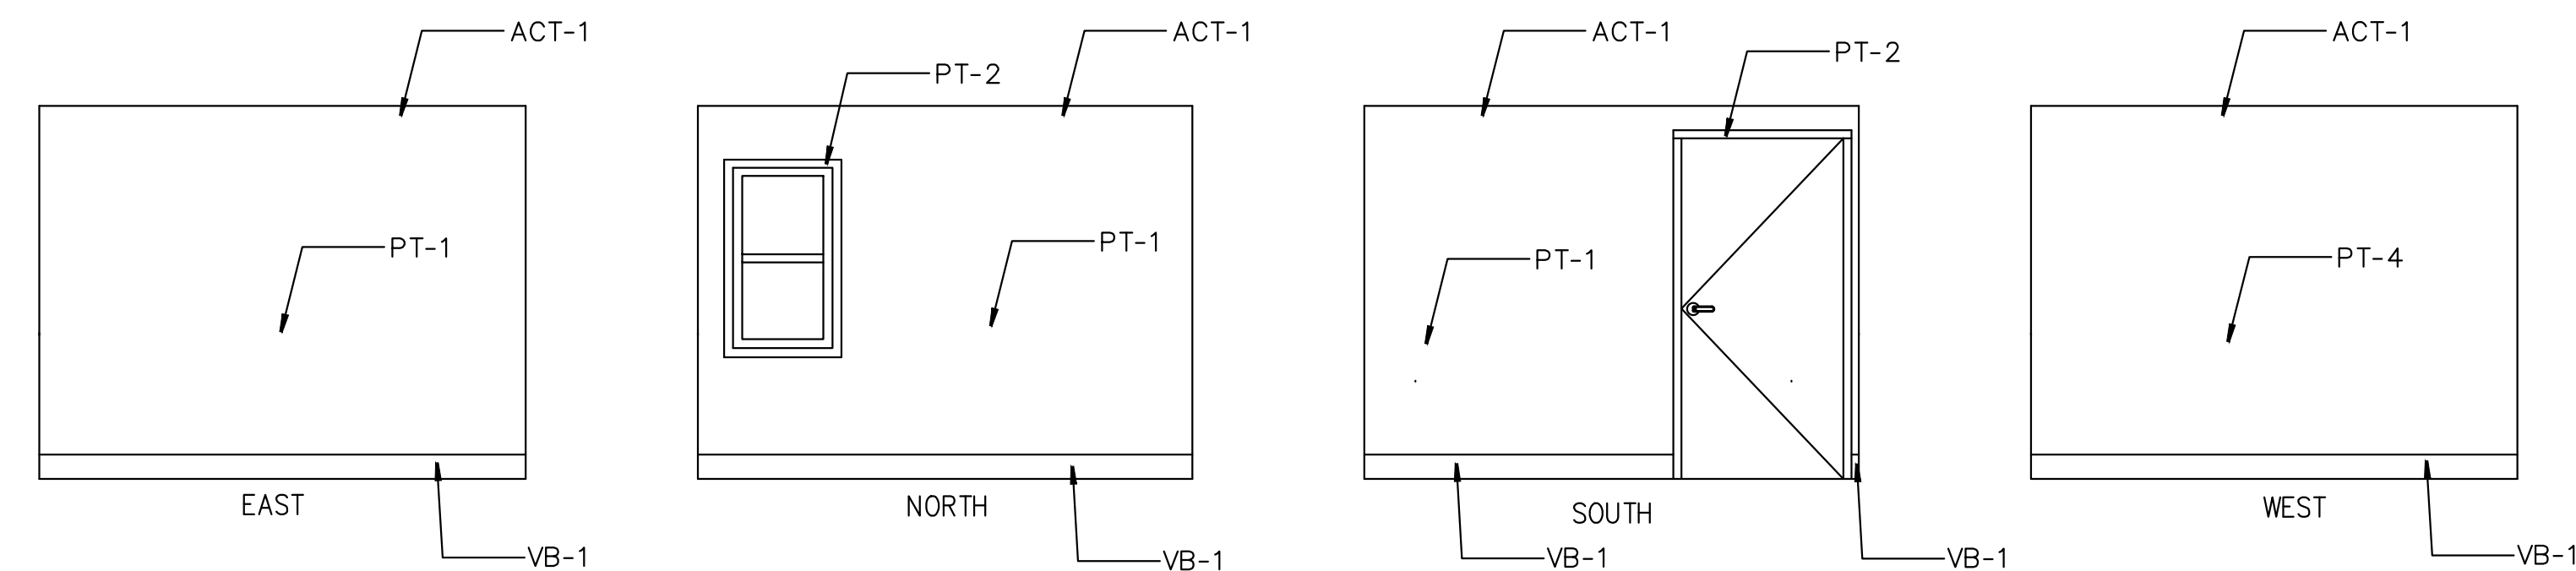 ACT-1
PT-1
EAST
VB-1
ACT-1
PT-2
PT-1
NORTH
VB-1
ACT-1
PT-2
PT-1
SOUTH
VB-1
VB-1
ACT-1
PT-4
WEST
VB-1